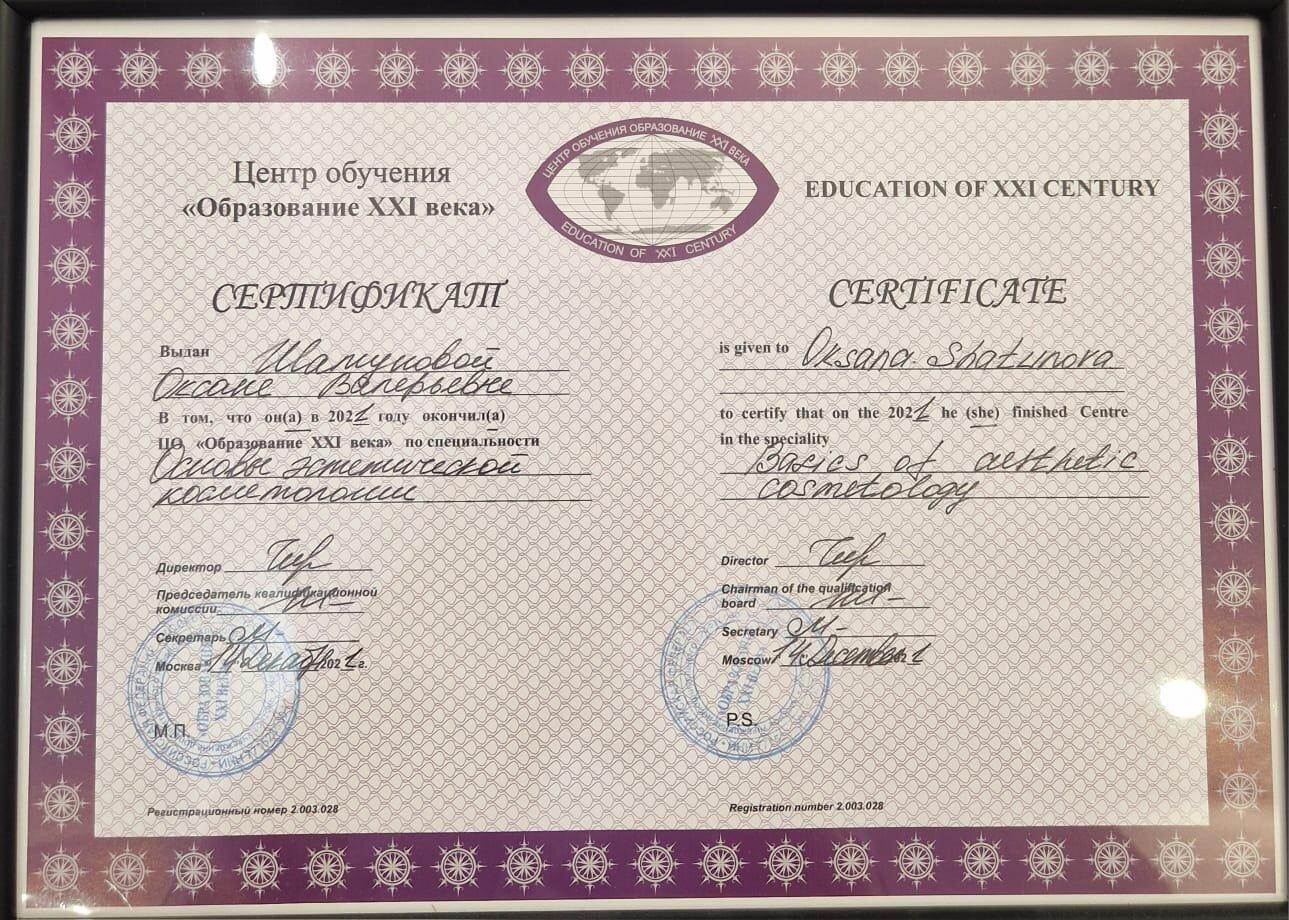 ЦЕНТР ОБУЧЕНИЯ ОБРАЗОВАНИЕ XXI ВЕКА
EDUCATION OF XXI CENTURY
Центр обучения
«Образование XXI века»
СЕРТИФИКАТ
Выдан Шатуновой
Оксане Валерьевне
В том, что он(а) в 2021 году окончил(а)
ЦО «Образование XXI века» по специальности
Основы эстетической
косметологии
Директор
Председатель квалификационной
комиссии
Секретарь
Москва 14 Декабря 2021 г.
М.П.
Регистрационный номер 2.003.028
EDUCATION OF XXI CENTURY
CERTIFICATE
is given to Oksana Shatunova
to certify that on the 2021 he (she) finished Centre
in the speciality
Basics of aesthetic
cosmetology
Director
Chairman of the qualification
board
Secretary
Moscow 14 December 2021
P.S.
Registration number 2.003.028